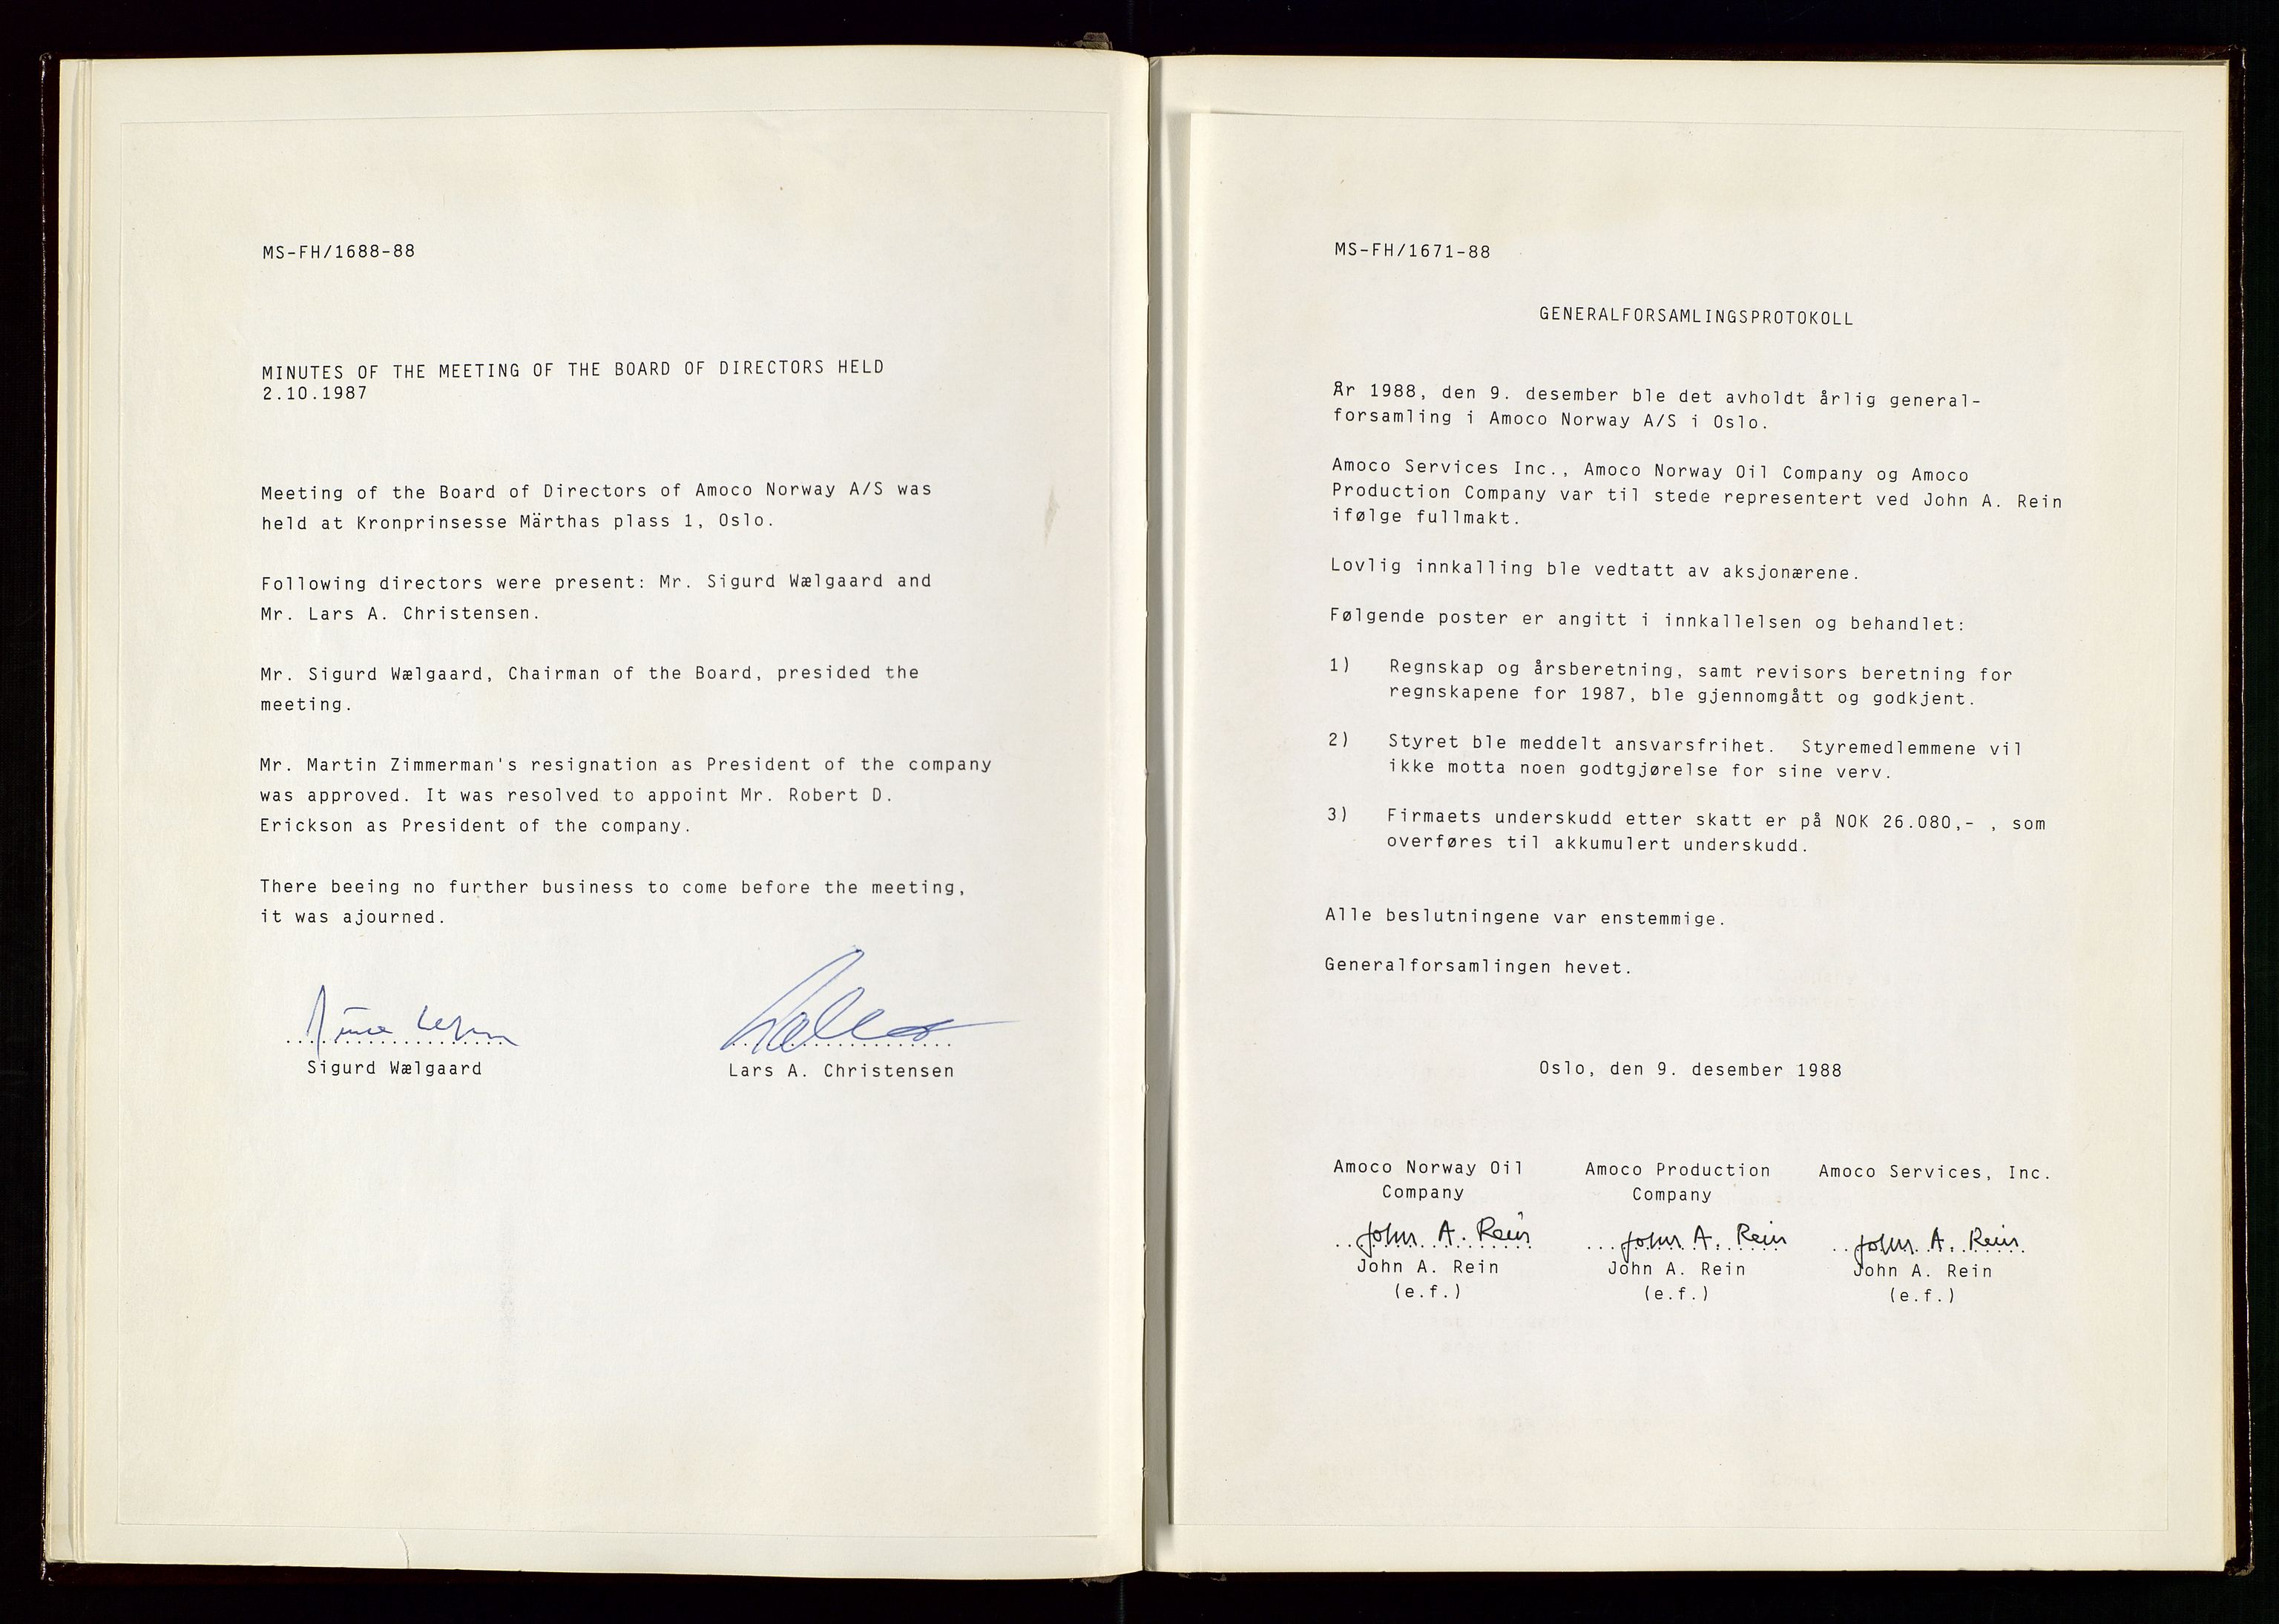 MS-FH/1688-88
MINUTES OF THE MEETING OF THE BOARD OF DIRECTORS HELD
2.10.1987
Meeting of the Board of Directors of Amoco Norway A/S was
held at Kronprinsesse Märthas plass 1, Oslo.
Following directors were present: Mr. Sigurd Wælgaard and
Mr. Lars A. Christensen.
Mr. Sigurd Wælgaard, Chairman of the Board, presided the
meeting.
Mr. Martin Zimmerman's resignation as President of the company
was approved. It was resolved to appoint Mr. Robert D.
Erickson as President of the company.
There beeing no further business to come before the meeting,
it was ajourned.
Sigurd Wælgaard Lars A. Christensen
MS-FH/1671-88
GENERALFORSAMLINGSPROTOKOLL
År 1988, den 9. desember ble det avholdt årlig general-
forsamling i Amoco Norway A/S i Oslo.
Amoco Services Inc., Amoco Norway Oil Company og Amoco
Production Company var til stede representert ved John A. Rein
ifølge fullmakt.
Lovlig innkalling ble vedtatt av aksjonærene.
Følgende poster er angitt i innkallelsen og behandlet:
1) Regnskap og årsberetning, samt revisors beretning for
regnskapene for 1987, ble gjennomgått og godkjent.
2) Styret ble meddelt ansvarsfrihet. Styremedlemmene vil
ikke motta noen godtgjørelse for sine verv.
3) Firmaets underskudd etter skatt er på NOK 26.080,- , som
overføres til akkumulert underskudd.
Alle beslutningene var enstemmige.
Generalforsamlingen hevet.
Oslo, den 9. desember 1988
Amoco Norway Oil Amoco Production Amoco Services, Inc.
Company Company
John A. Rein John A. Rein John A. Rein
John A. Rein John A. Rein John A. Rein
(e.f.) (e.f.) (e.f.)